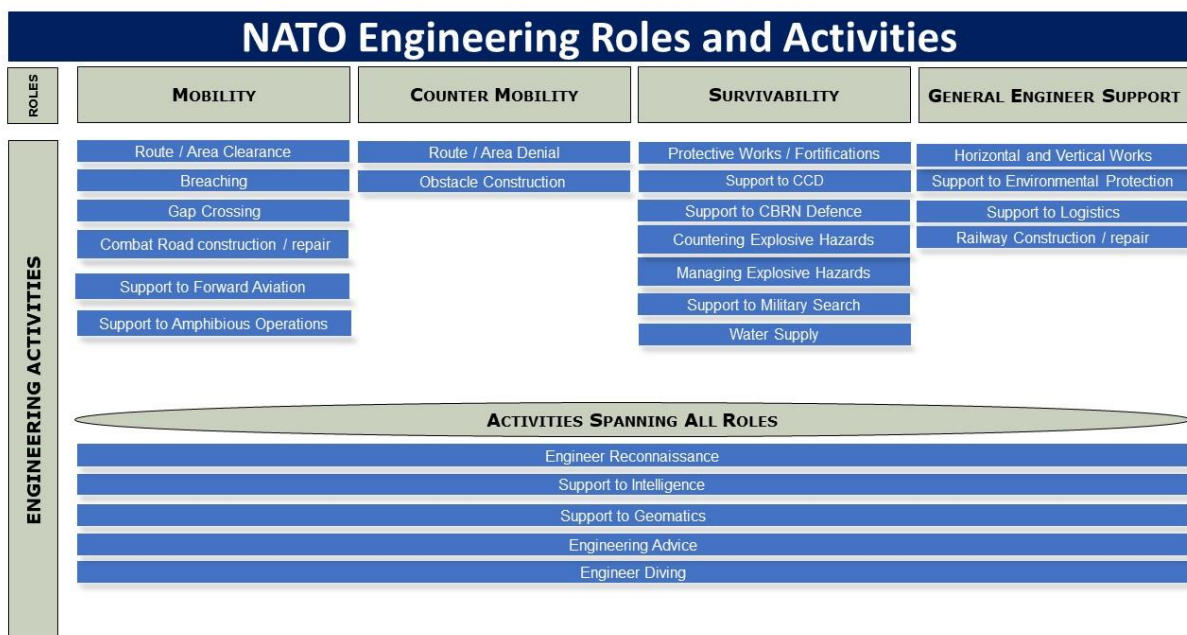 NATO Engineering Roles and Activities
ROLES
MOBILITY
COUNTER MOBILITY
SURVIVABILITY
GENERAL ENGINEER SUPPORT
ENGINEERING ACTIVITIES
Route / Area Clearance
Breaching
Gap Crossing
Combat Road construction / repair
Support to Forward Aviation
Support to Amphibious Operations
Route / Area Denial
Obstacle Construction
Protective Works / Fortifications
Support to CCD
Support to CBRN Defence
Countering Explosive Hazards
Managing Explosive Hazards
Support to Military Search
Water Supply
Horizontal and Vertical Works
Support to Environmental Protection
Support to Logistics
Railway Construction / repair
ACTIVITIES SPANNING ALL ROLES
Engineer Reconnaissance
Support to Intelligence
Support to Geomatics
Engineering Advice
Engineer Diving